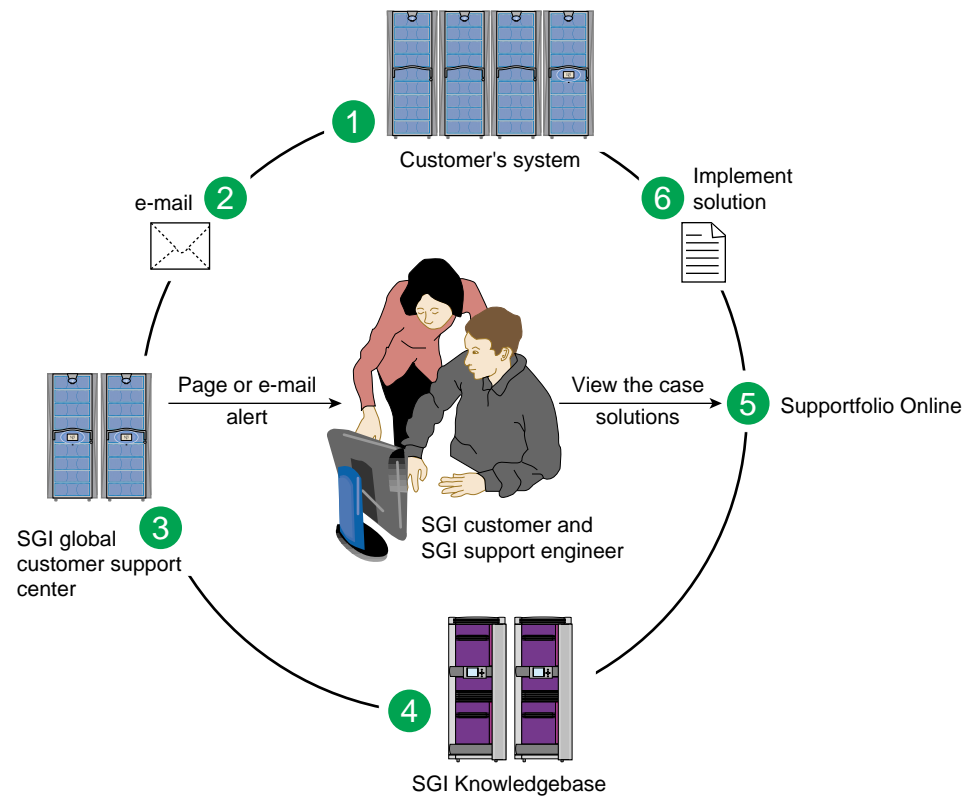 1
Customer's system
2
e-mail
6
Implement
solution
Page or e-mail
alert
View the case
solutions
5
Supportfolio Online
SGI customer and
SGI support engineer
3
SGI global
customer support
center
4
SGI Knowledgebase